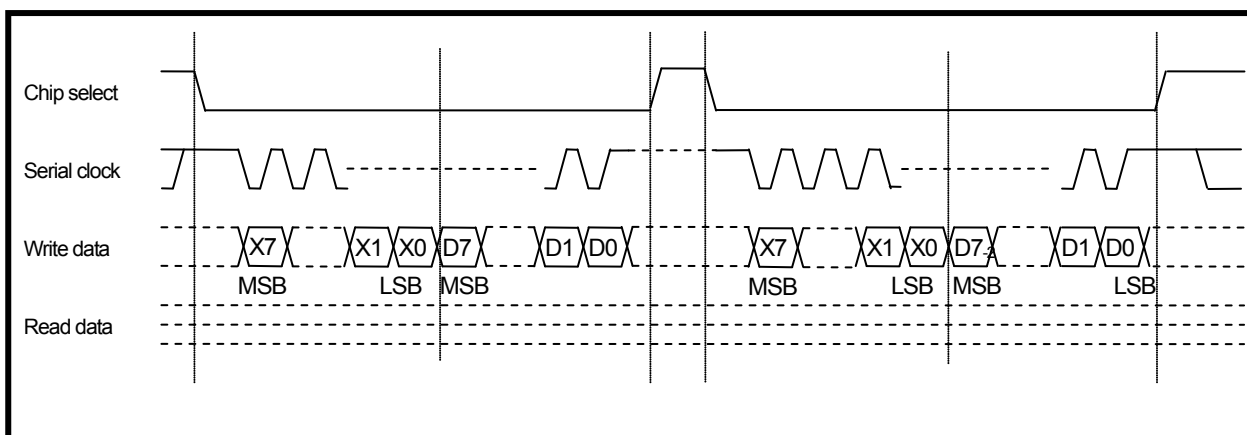 Chip select
Serial clock
Write data X7 X1 X0 D7 D1 D0 X7 X1 X0 D7-2 D1 D0
MSB LSB MSB MSB LSB MSB LSB
Read data